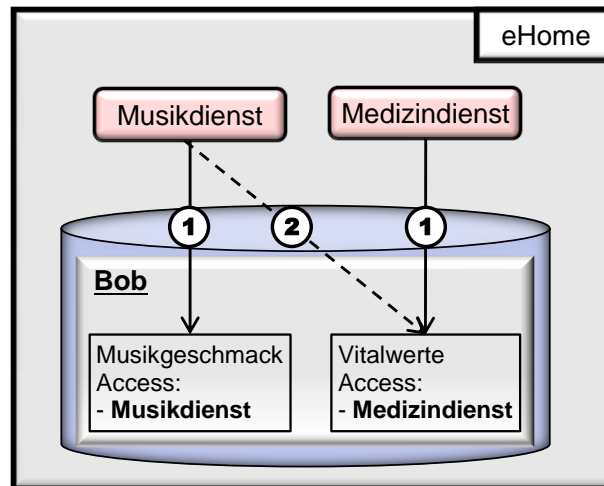 eHome
Musikdienst
Medizindienst
1
2
1
Bob
Musikgeschmack
Access:
- Musikdienst
Vitalwerte
Access:
- Medizindienst